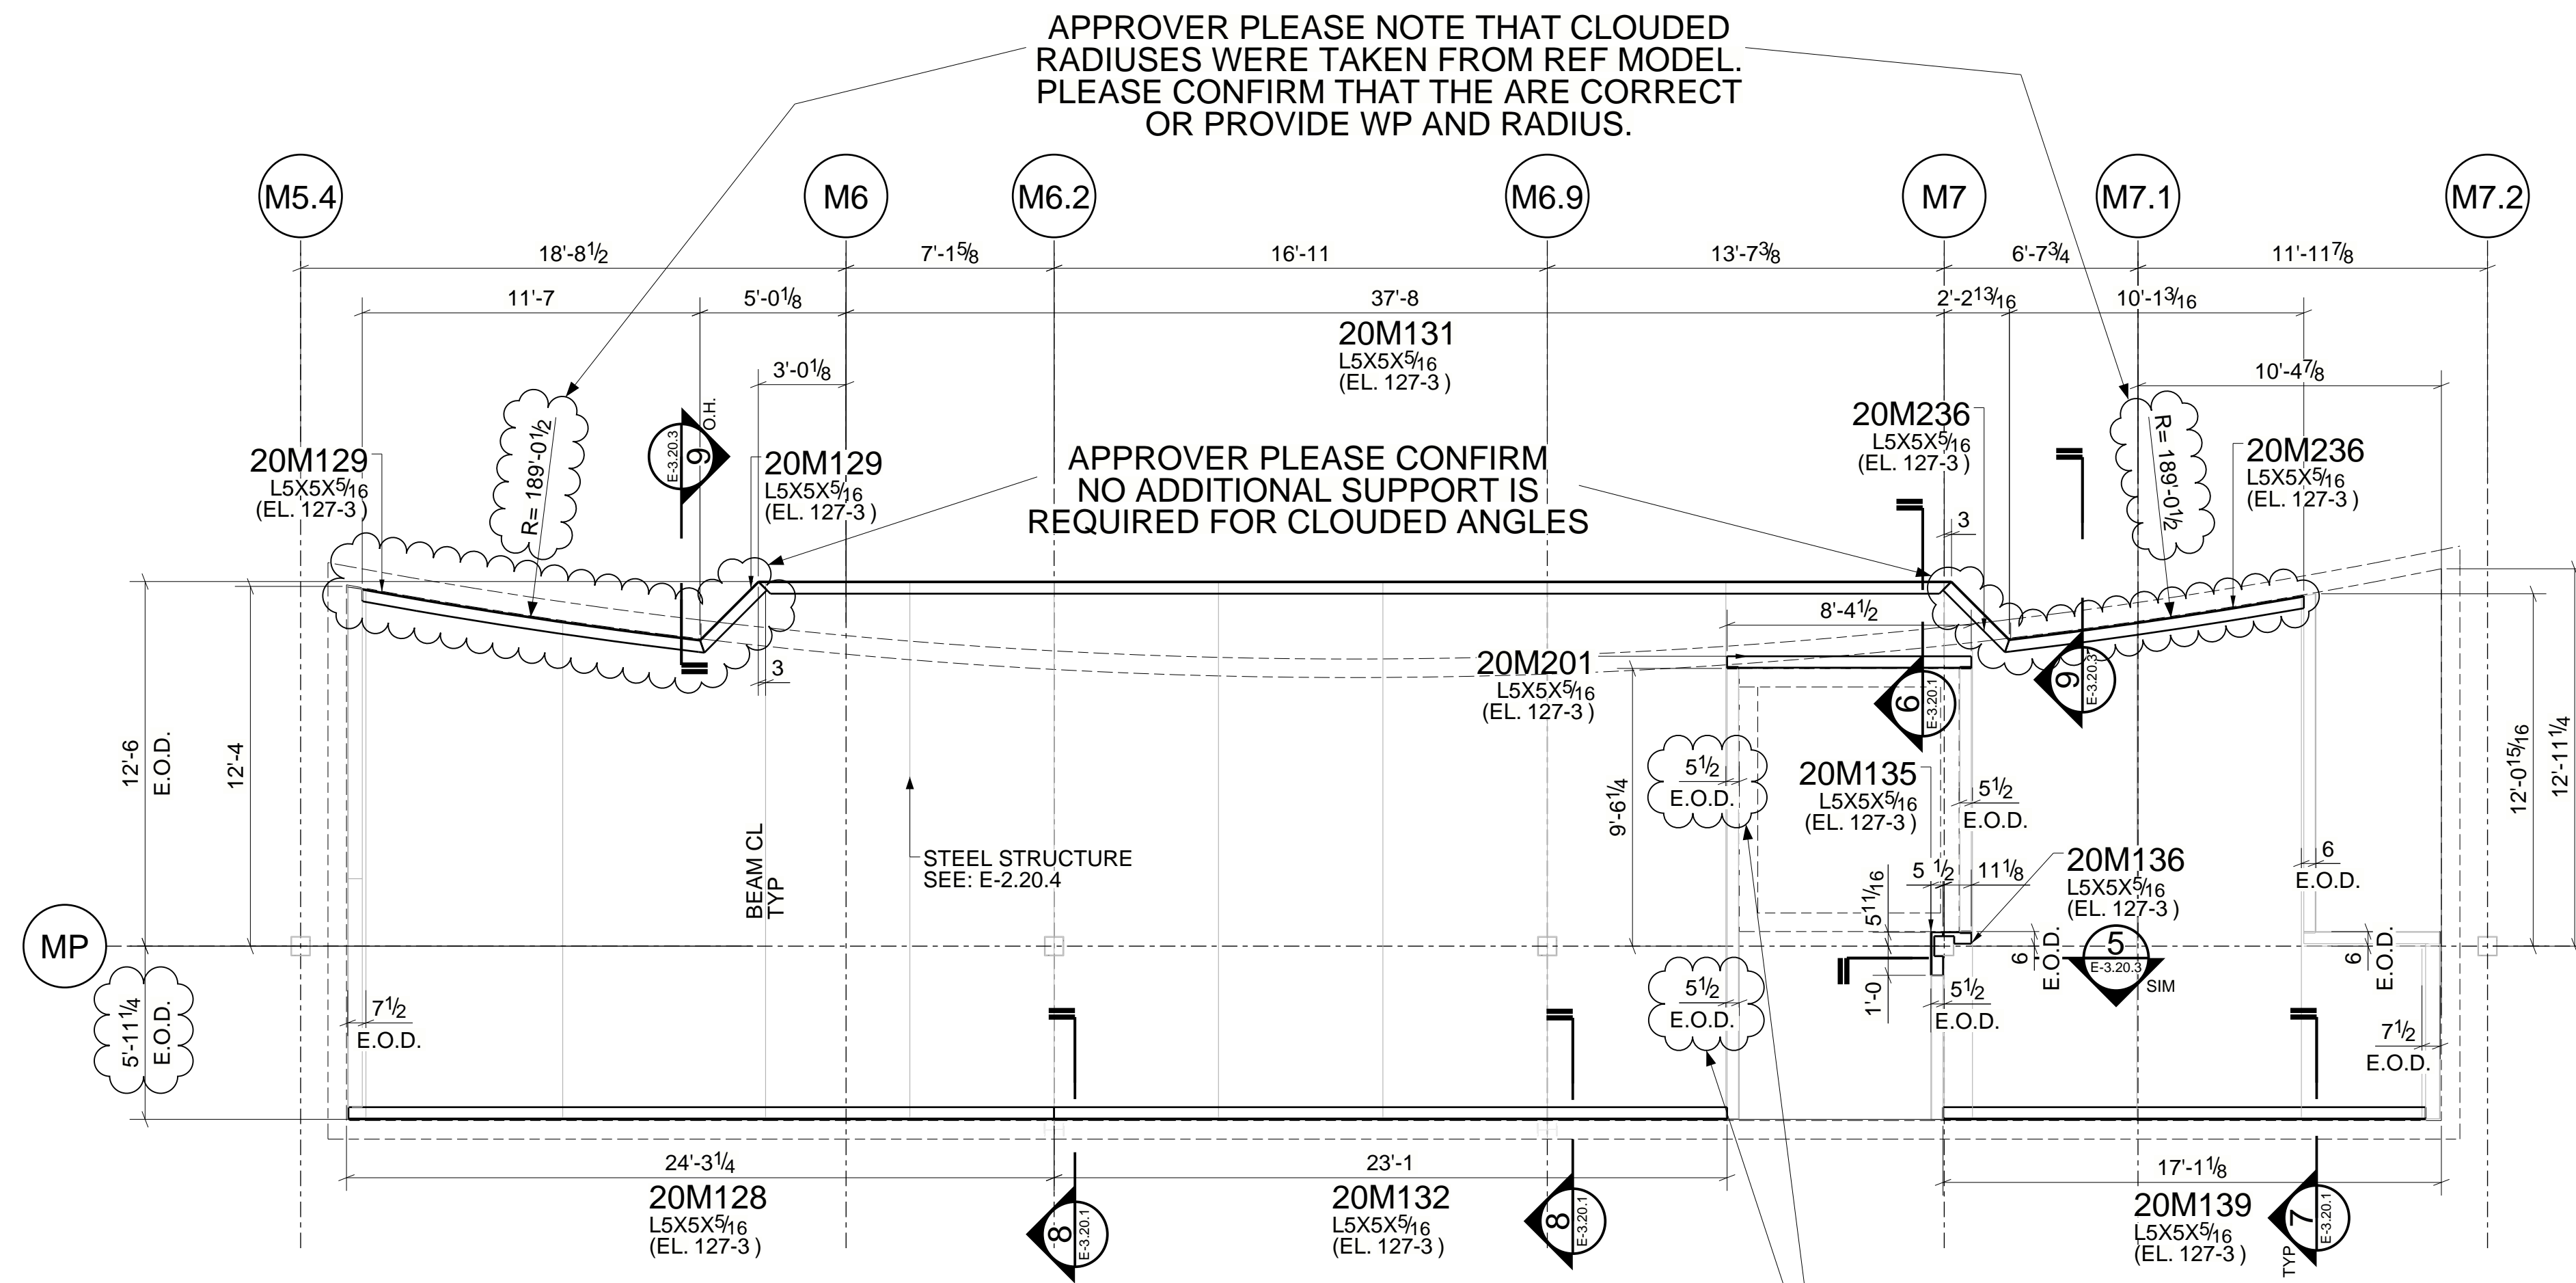 APPROVER PLEASE NOTE THAT CLOUDED
RADIUSES WERE TAKEN FROM REF MODEL.
PLEASE CONFIRM THAT THE ARE CORRECT
OR PROVIDE WP AND RADIUS.
M5.4
M6
M6.2
M6.9
M7
M7.1
M7.2
18'-8 1/2
7'-1 5/8
16'-11
13'-7 3/8
6'-7 3/4
11'-11 7/8
11'-7
5'-0 1/8
37'-8
2'-2 13/16
10'-1 3/16
20M131
L5X5X5/16
(EL. 127-3 )
3'-0 1/8
10'-4 7/8
R= 189'-0 1/2
E-3.20.3
9
O.H.
20M129
L5X5X5/16
(EL. 127-3 )
20M129
L5X5X5/16
(EL. 127-3 )
APPROVER PLEASE CONFIRM
NO ADDITIONAL SUPPORT IS
REQUIRED FOR CLOUDED ANGLES
20M236
L5X5X5/16
(EL. 127-3 )
R= 189'-0 1/2
20M236
L5X5X5/16
(EL. 127-3 )
3
3
8'-4 1/2
20M201
L5X5X5/16
(EL. 127-3 )
6
E-3.20.1
9
E-3.20.3
12'-6
E.O.D.
12'-4
9'-6 1/4
5 1/2
E.O.D.
20M135
L5X5X5/16
(EL. 127-3 )
5 1/2
E.O.D.
12'-0 15/16
12'-11 1/4
BEAM CL
TYP
STEEL STRUCTURE
SEE: E-2.20.4
5 11/16
5 1/2
11 1/8
20M136
L5X5X5/16
(EL. 127-3 )
6
E.O.D.
MP
5'-11 1/4
E.O.D.
7 1/2
E.O.D.
5 1/2
E.O.D.
1'-0
5 1/2
E.O.D.
6
E.O.D.
5
E-3.20.3
SIM
6
E.O.D.
7 1/2
E.O.D.
24'-3 1/4
20M128
L5X5X5/16
(EL. 127-3 )
8
E-3.20.1
23'-1
20M132
L5X5X5/16
(EL. 127-3 )
8
E-3.20.1
17'-1 1/8
20M139
L5X5X5/16
(EL. 127-3 )
7
E-3.20.1
TYP